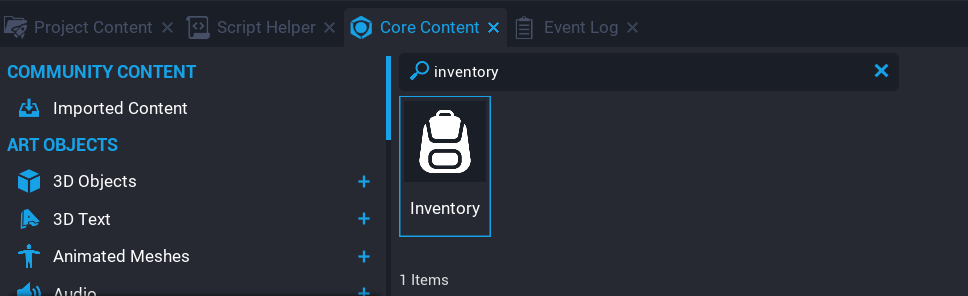 Project Content
Script Helper
Core Content
Event Log
COMMUNITY CONTENT
Imported Content
ART OBJECTS
3D Objects
3D Text
Animated Meshes
Audio
inventory
Inventory
1 Items